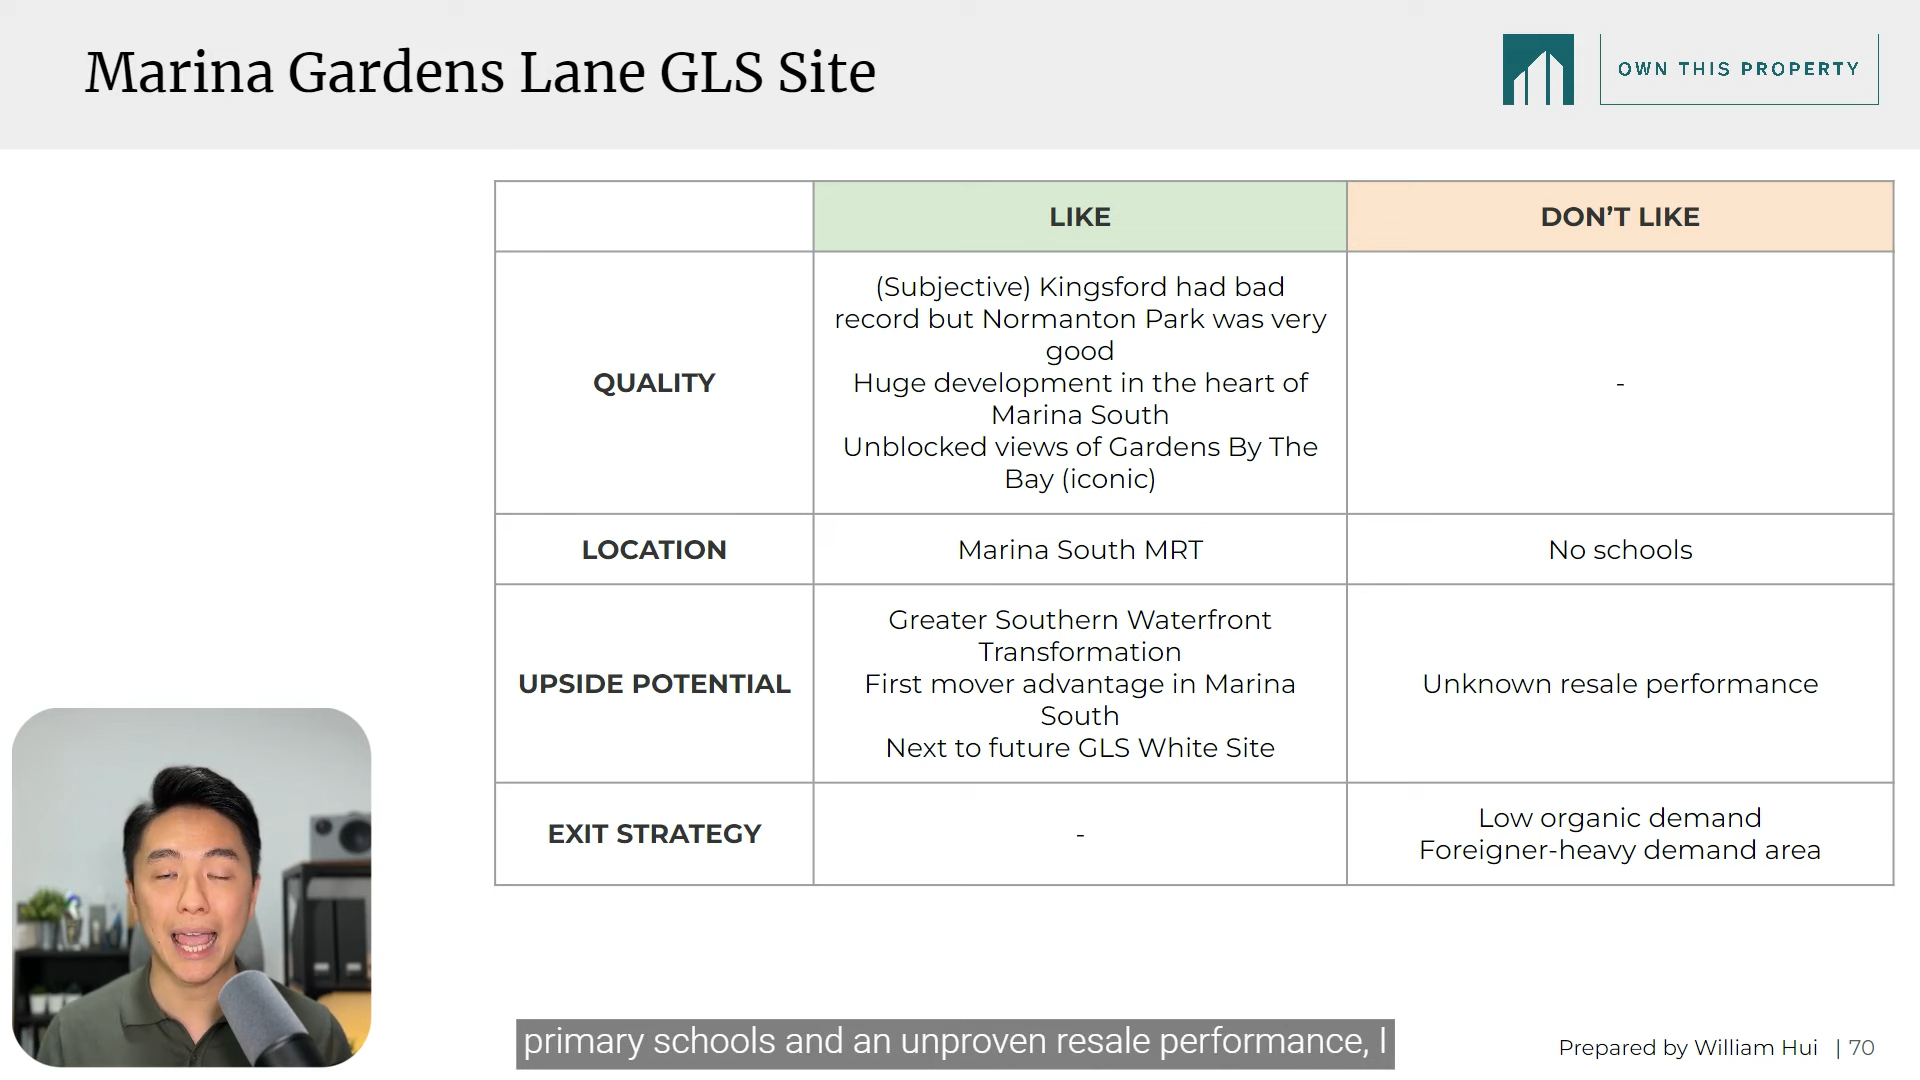 Marina Gardens Lane GLS Site
OWN THIS PROPERTY
LIKE
DON'T LIKE
QUALITY
(Subjective) Kingsford had bad
record but Normanton Park was very
good
Huge development in the heart of
Marina South
Unblocked views of Gardens By The
Bay (iconic)
-
LOCATION
Marina South MRT
No schools
UPSIDE POTENTIAL
Greater Southern Waterfront
Transformation
First mover advantage in Marina
South
Next to future GLS White Site
Unknown resale performance
EXIT STRATEGY
-
Low organic demand
Foreigner-heavy demand area
primary schools and an unproven resale performance, I
Prepared by William Hui | 70